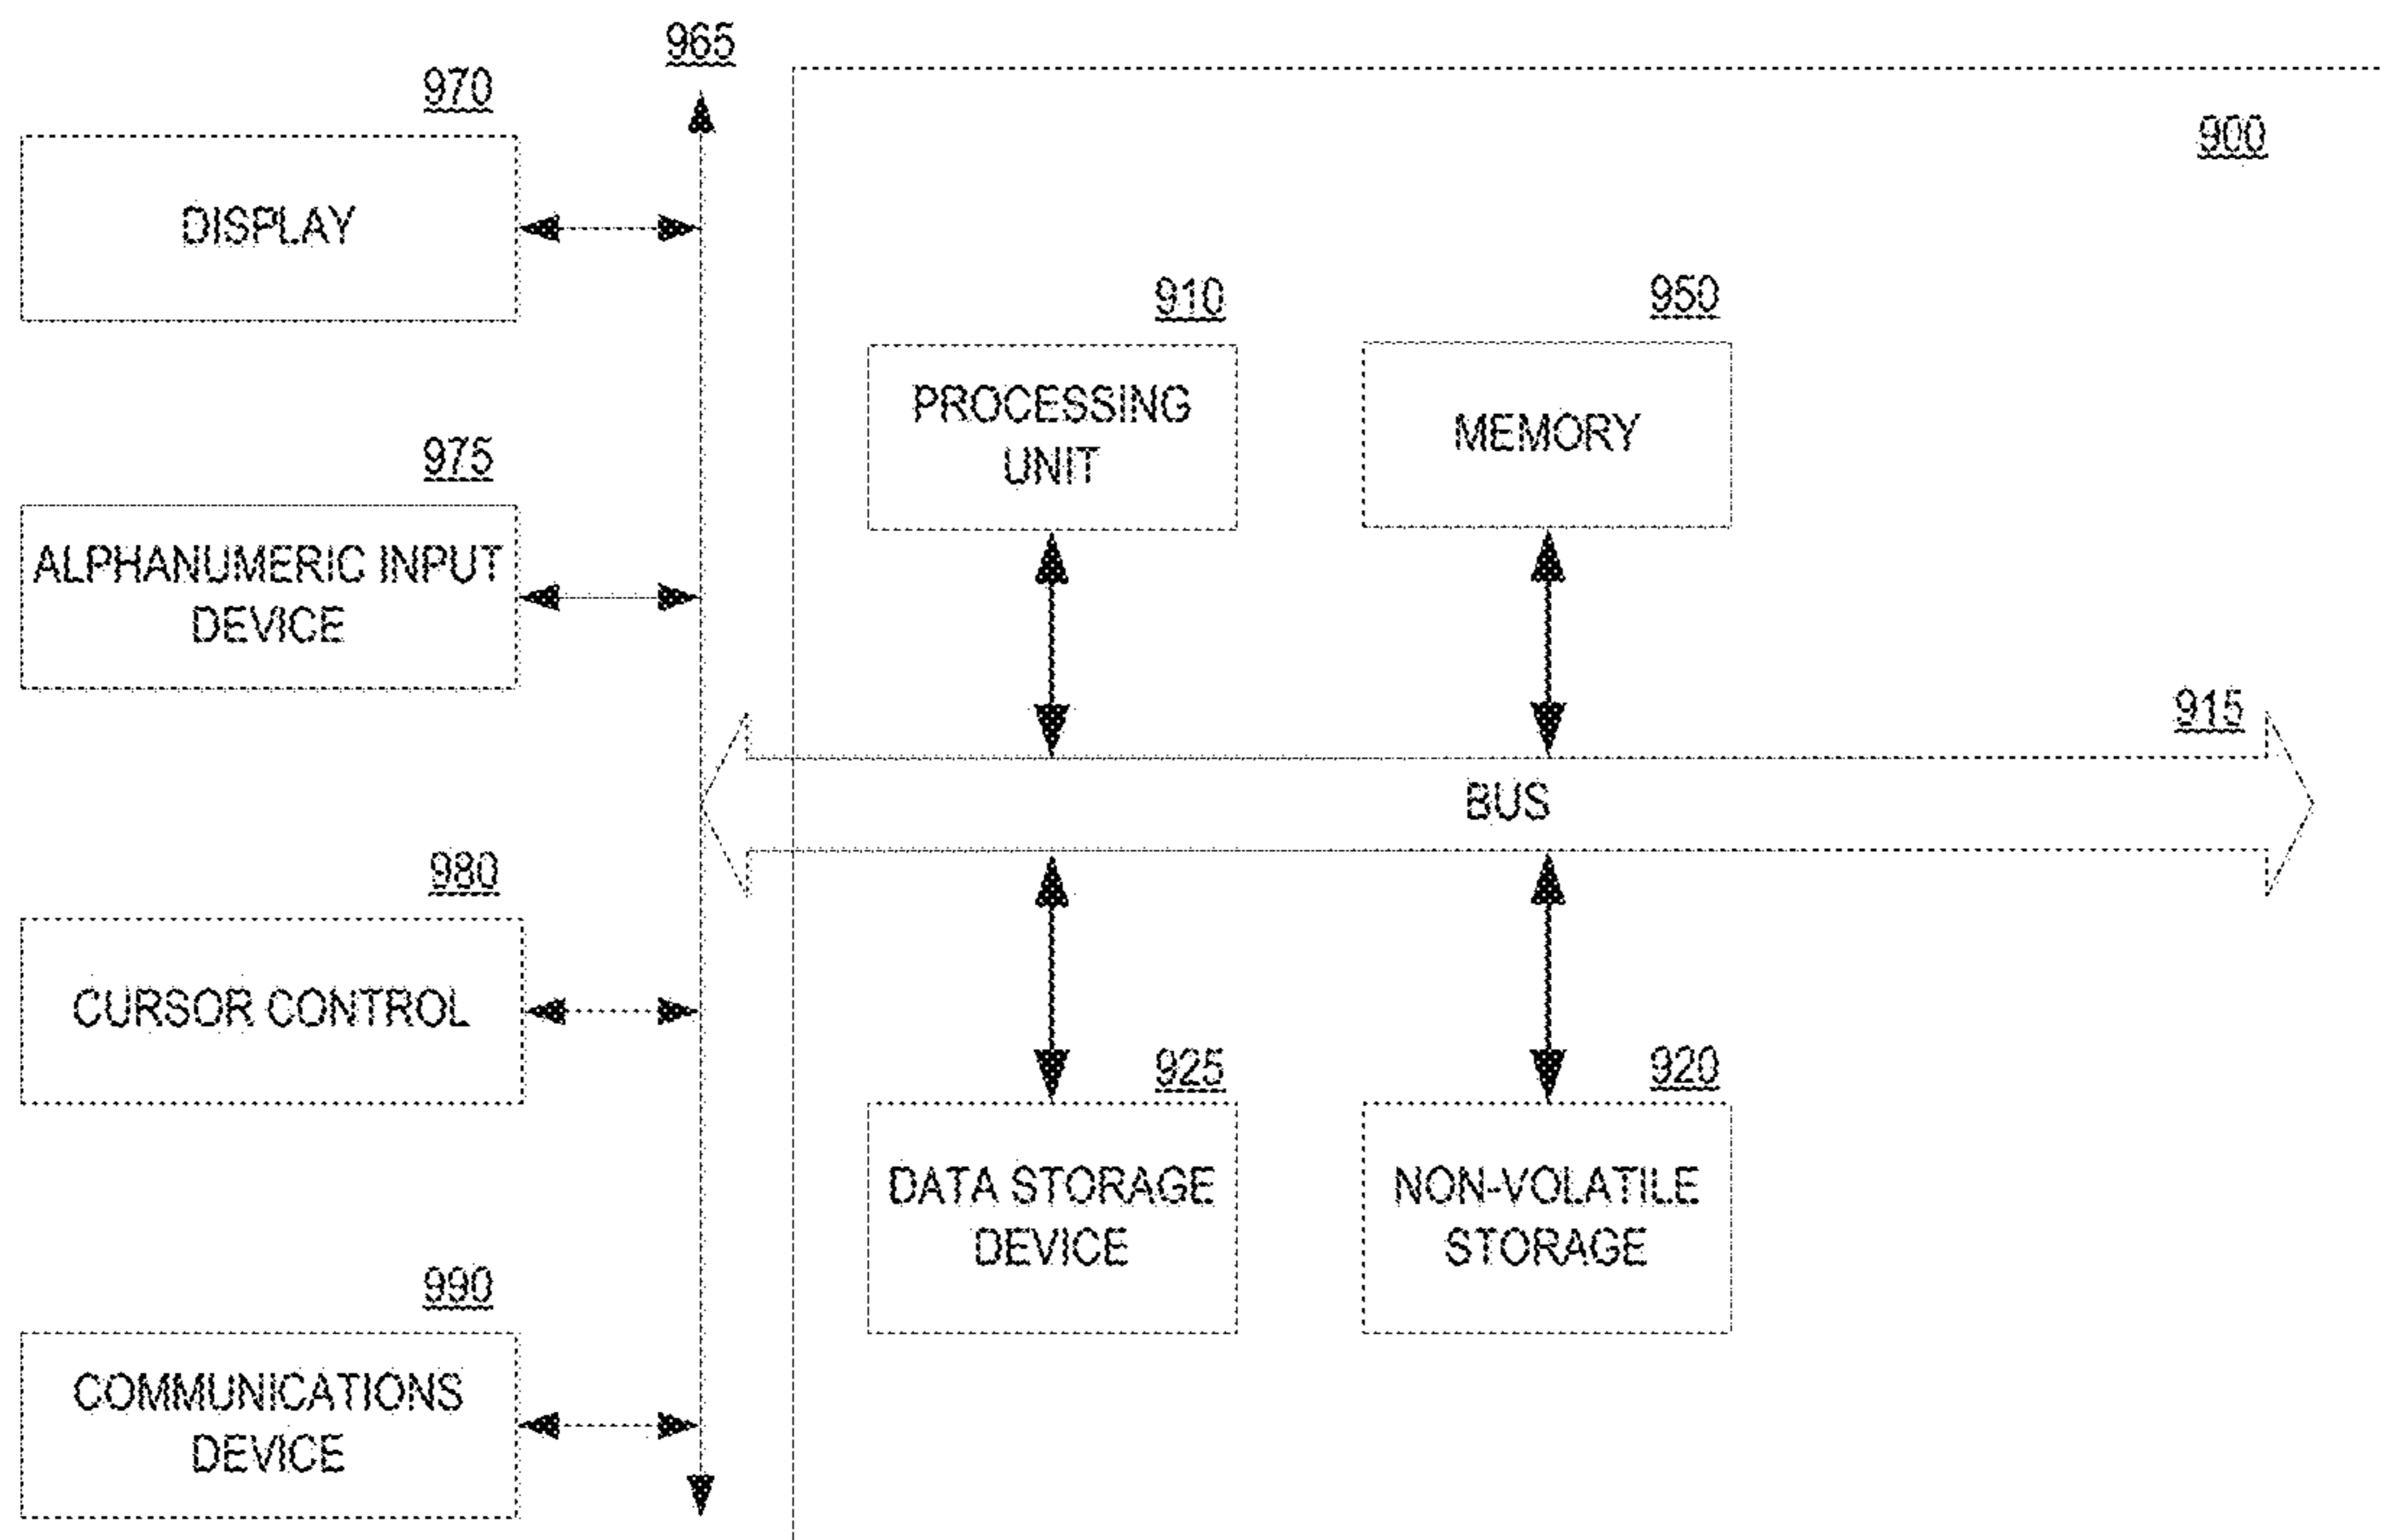 965
970
900
DISPLAY
910
950
PROCESSING
UNIT
MEMORY
975
ALPHANUMERIC INPUT
DEVICE
915
BUS
980
CURSOR CONTROL
925
920
DATA STORAGE
DEVICE
NON-VOLATILE
STORAGE
990
COMMUNICATIONS
DEVICE